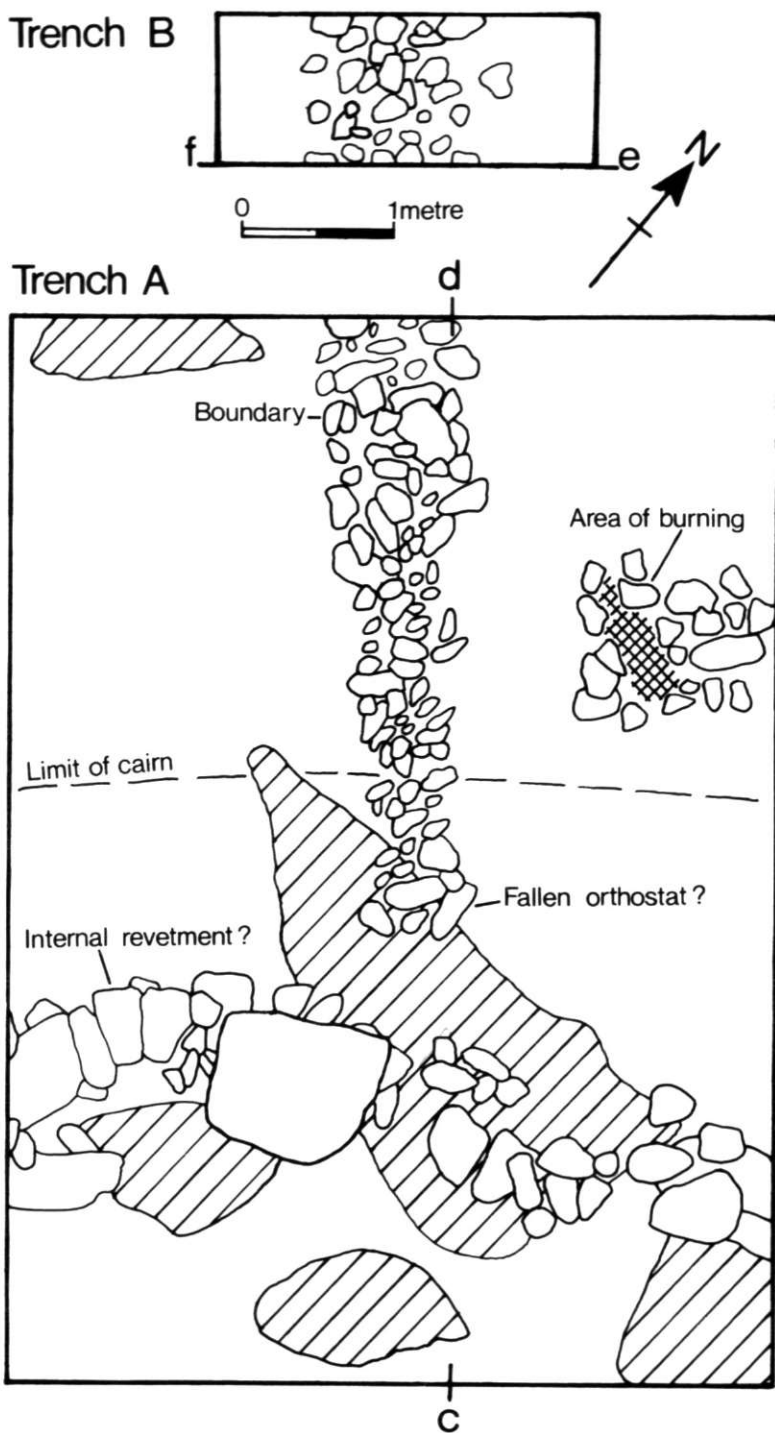 Trench B
f
e
0 1metre
N
Trench A
d
Boundary
Area of burning
Limit of cairn
Fallen orthostat?
Internal revetment?
c